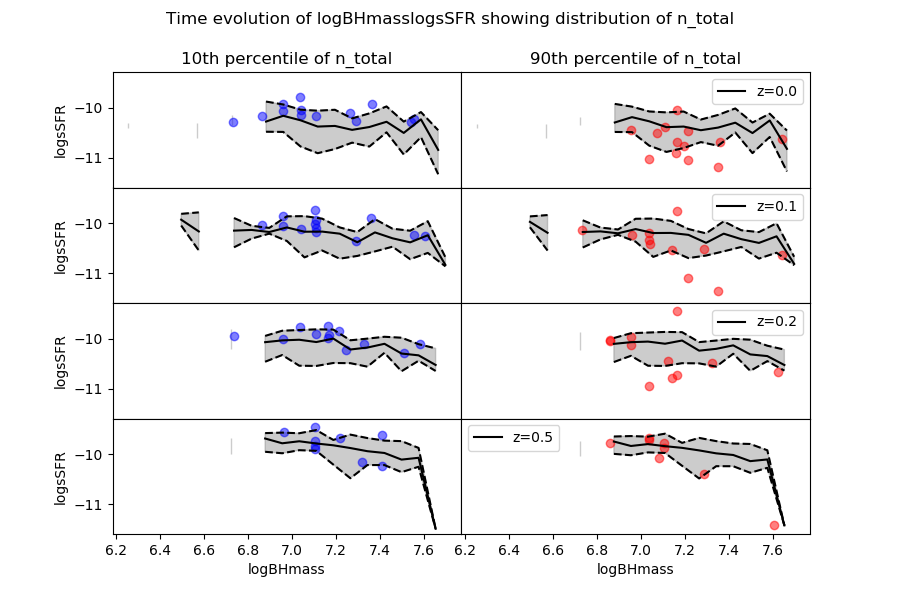 Time evolution of logBHmasslogsSFR showing distribution of n_total
10th percentile of n_total
90th percentile of n_total
logsSFR
−10
−11
z=0.0
logsSFR
−10
−11
z=0.1
logsSFR
−10
−11
z=0.2
logsSFR
−10
−11
z=0.5
6.2 6.4 6.6 6.8 7.0 7.2 7.4 7.6
6.2 6.4 6.6 6.8 7.0 7.2 7.4 7.6
logBHmass
logBHmass